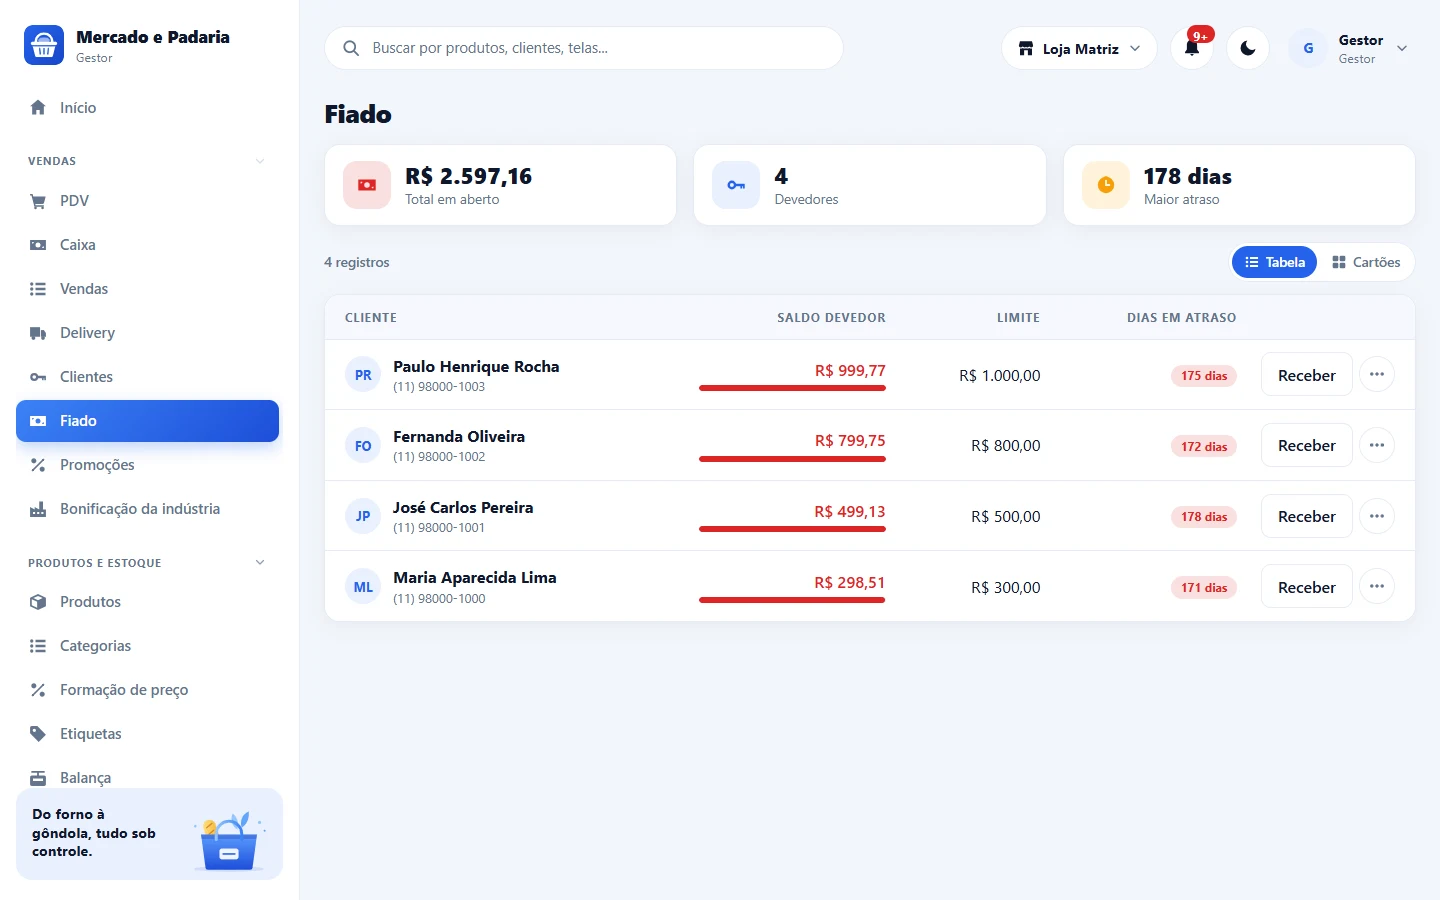 Mercado e Padaria
Gestor
Início
VENDAS
PDV
Caixa
Vendas
Delivery
Clientes
Fiado
Promoções
Bonificação da indústria
PRODUTOS E ESTOQUE
Produtos
Categorias
Formação de preço
Etiquetas
Balança
Do forno à
gôndola, tudo sob
controle.
Buscar por produtos, clientes, telas...
Loja Matriz
9+
G
Gestor
Gestor
Fiado
R$ 2.597,16
Total em aberto
4
Devedores
178 dias
Maior atraso
4 registros
Tabela
Cartões
CLIENTE SALDO DEVEDOR LIMITE DIAS EM ATRASO
PR Paulo Henrique Rocha R$ 999,77 R$ 1.000,00 175 dias Receber
(11) 98000-1003
FO Fernanda Oliveira R$ 799,75 R$ 800,00 172 dias Receber
(11) 98000-1002
JP José Carlos Pereira R$ 499,13 R$ 500,00 178 dias Receber
(11) 98000-1001
ML Maria Aparecida Lima R$ 298,51 R$ 300,00 171 dias Receber
(11) 98000-1000